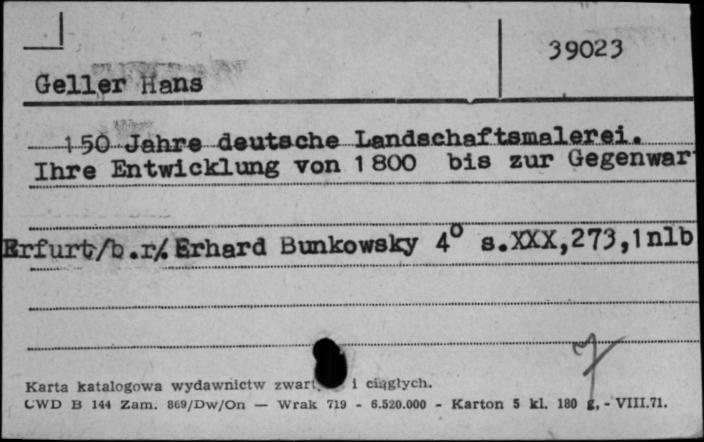 39023
Geller Hans
150 Jahre deutsche Landschaftsmalerei.
Ihre Entwicklung von 1800 bis zur Gegenwar
Erfurt/b.r/. Erhard Bunkowsky 4° s.XXX,273,1nlb
Karta katalogowa wydawnictw zwart i ciągłych.
CWD B 144 Zam. 869/Dw/On — Wrak 719 - 6.520.000 - Karton 5 kl. 180 g, - VIII.71.